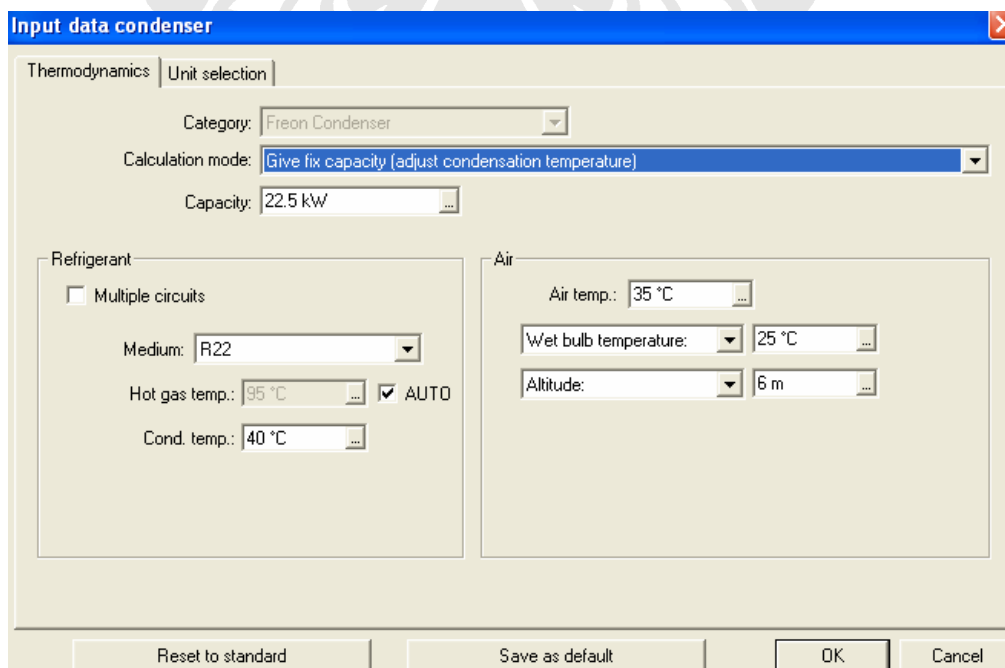 Input data condenser
Thermodynamics Unit selection
Category: Freon Condenser
Calculation mode: Give fix capacity (adjust condensation temperature)
Capacity: 22.5 kW ...
Refrigerant
Multiple circuits
Medium: R22
Hot gas temp.: 95 °C ... AUTO
Cond. temp.: 40 °C ...
Air
Air temp.: 35 °C ...
Wet bulb temperature: 25 °C ...
Altitude: 6 m ...
Reset to standard Save as default OK Cancel